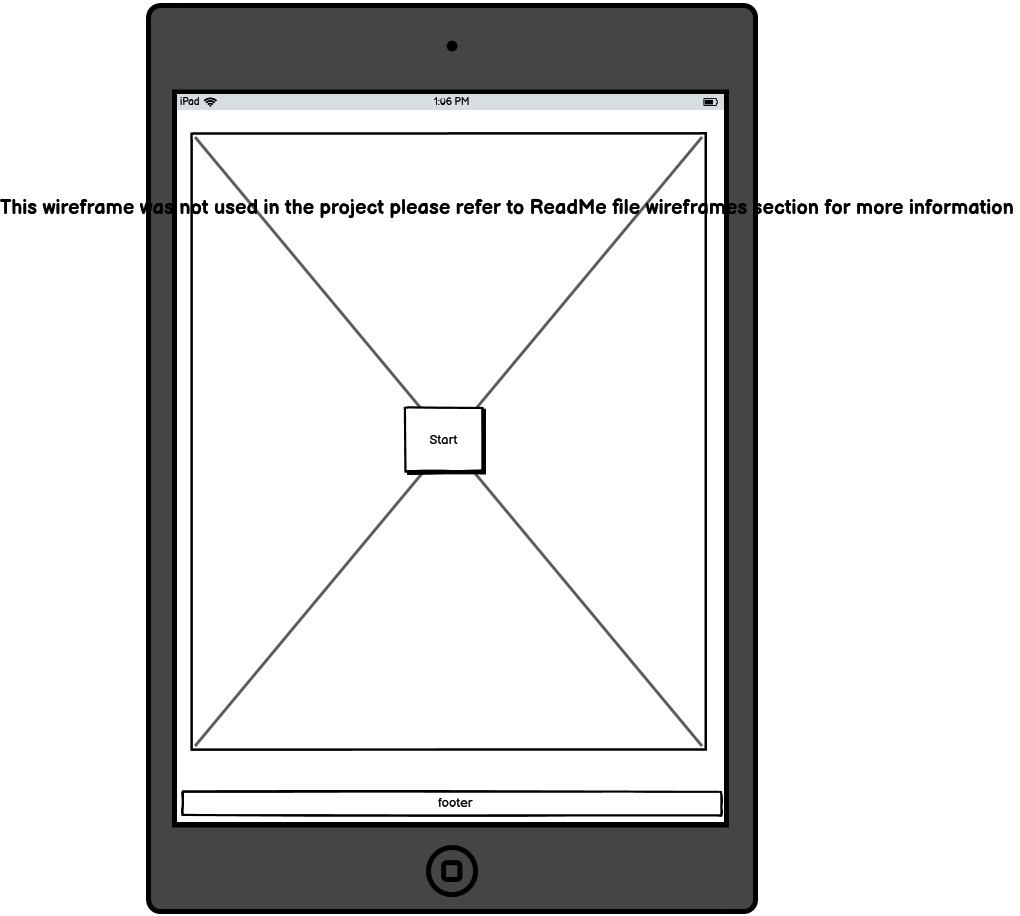 iPad
1:06 PM
This wireframe was not used in the project please refer to ReadMe file wireframes section for more information
Start
footer